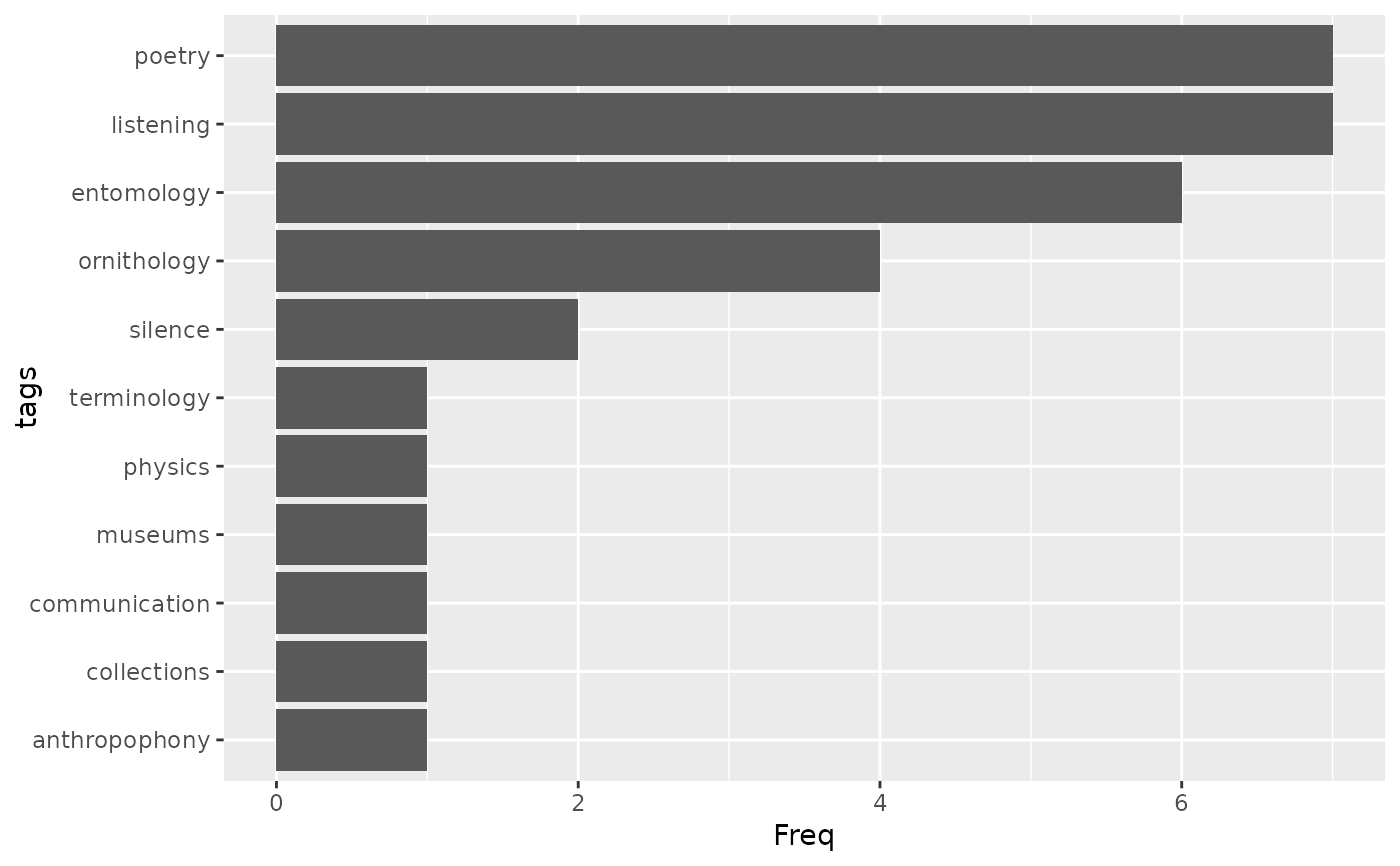 poetry
listening
entomology
ornithology
silence
terminology
physics
museums
communication
collections
anthropophony
tags
0 2 4 6
Freq